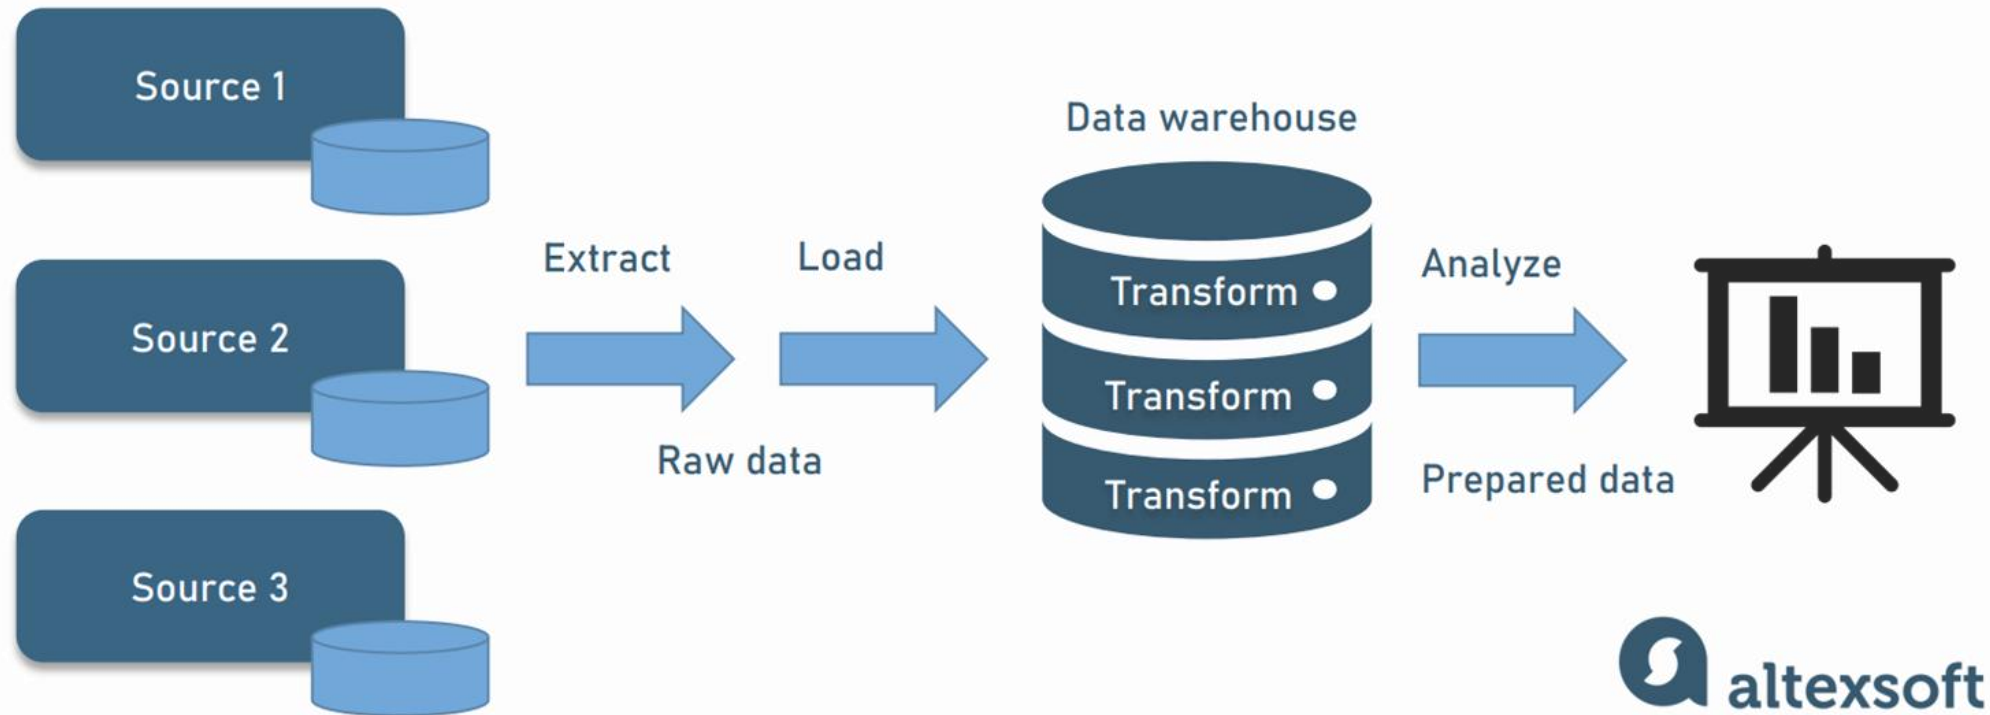 Source 1
Source 2
Source 3
Extract
Load
Raw data
Data warehouse
Transform
Transform
Transform
Analyze
Prepared data
altexsoft